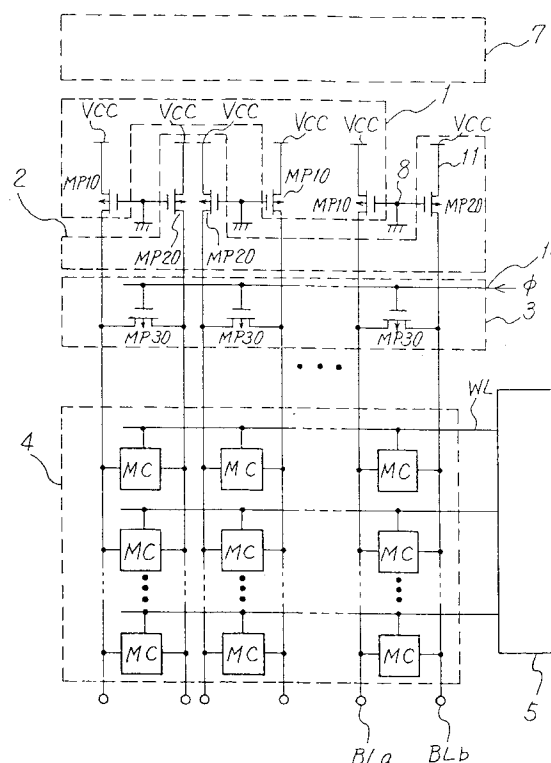 7
1
VCC VCC VCC VCC VCC VCC
2 8 11
MP10 MP10 MP10 MP20
MP20 MP20
φ
3
MP30 MP30 MP30
WL
4
MC MC MC
MC MC MC
MC MC MC
5
BLa BLb